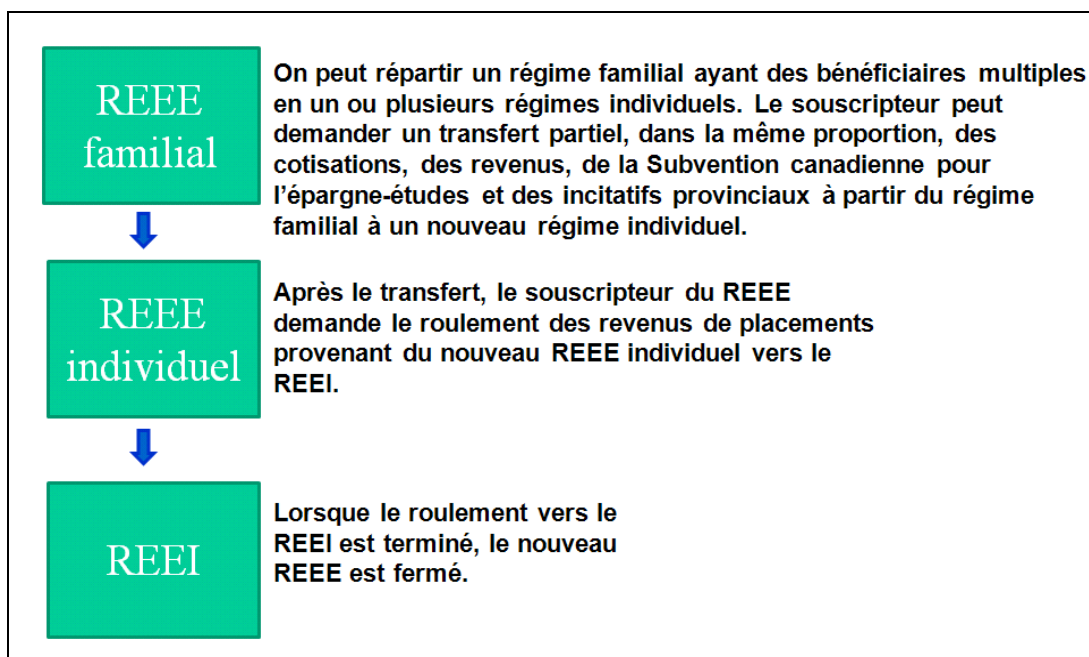 REEE
familial
On peut répartir un régime familial ayant des bénéficiaires multiples
en un ou plusieurs régimes individuels. Le souscripteur peut
demander un transfert partiel, dans la même proportion, des
cotisations, des revenus, de la Subvention canadienne pour
l’épargne-études et des incitatifs provinciaux à partir du régime
familial à un nouveau régime individuel.
REEE
individuel
Après le transfert, le souscripteur du REEE
demande le roulement des revenus de placements
provenant du nouveau REEE individuel vers le
REEI.
REEI
Lorsque le roulement vers le
REEI est terminé, le nouveau
REEE est fermé.